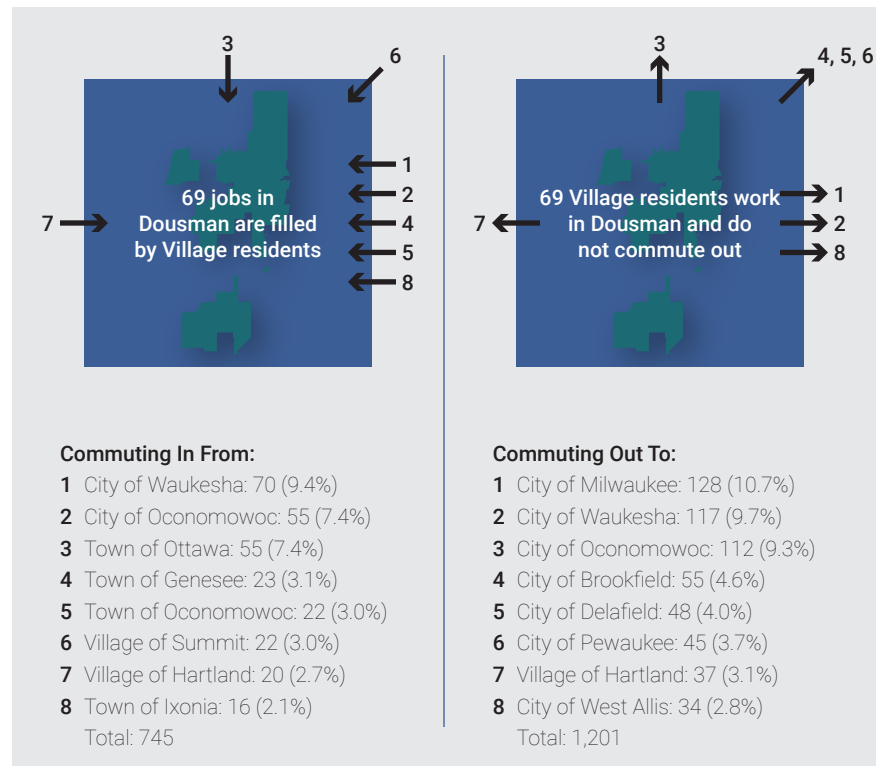 3
6
1
2
4
5
8
7
69 jobs in
Dousman are filled
by Village residents
3
4, 5, 6
1
2
8
7
69 Village residents work
in Dousman and do
not commute out
Commuting In From:
1 City of Waukesha: 70 (9.4%)
2 City of Oconomowoc: 55 (7.4%)
3 Town of Ottawa: 55 (7.4%)
4 Town of Genesee: 23 (3.1%)
5 Town of Oconomowoc: 22 (3.0%)
6 Village of Summit: 22 (3.0%)
7 Village of Hartland: 20 (2.7%)
8 Town of Ixonia: 16 (2.1%)
Total: 745
Commuting Out To:
1 City of Milwaukee: 128 (10.7%)
2 City of Waukesha: 117 (9.7%)
3 City of Oconomowoc: 112 (9.3%)
4 City of Brookfield: 55 (4.6%)
5 City of Delafield: 48 (4.0%)
6 City of Pewaukee: 45 (3.7%)
7 Village of Hartland: 37 (3.1%)
8 City of West Allis: 34 (2.8%)
Total: 1,201